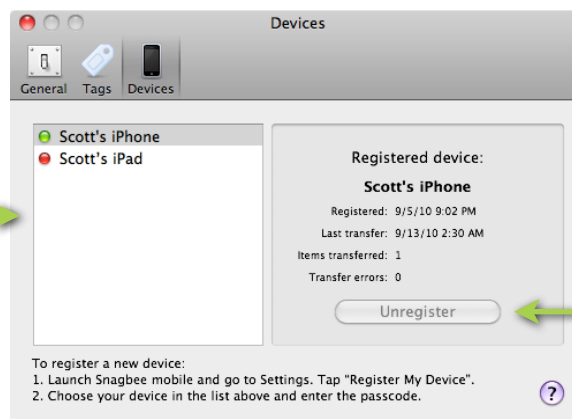 Devices
General Tags Devices
Scott's iPhone
Scott's iPad
Registered device:
Scott's iPhone
Registered: 9/5/10 9:02 PM
Last transfer: 9/13/10 2:30 AM
Items transferred: 1
Transfer errors: 0
Unregister
To register a new device:
1. Launch Snagbee mobile and go to Settings. Tap "Register My Device".
2. Choose your device in the list above and enter the passcode.
?